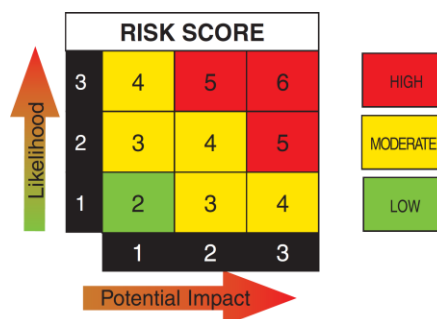 RISK SCORE
3 4 5 6 HIGH
Likelihood
2 3 4 5 MODERATE
1 2 3 4 LOW
1 2 3
Potential Impact